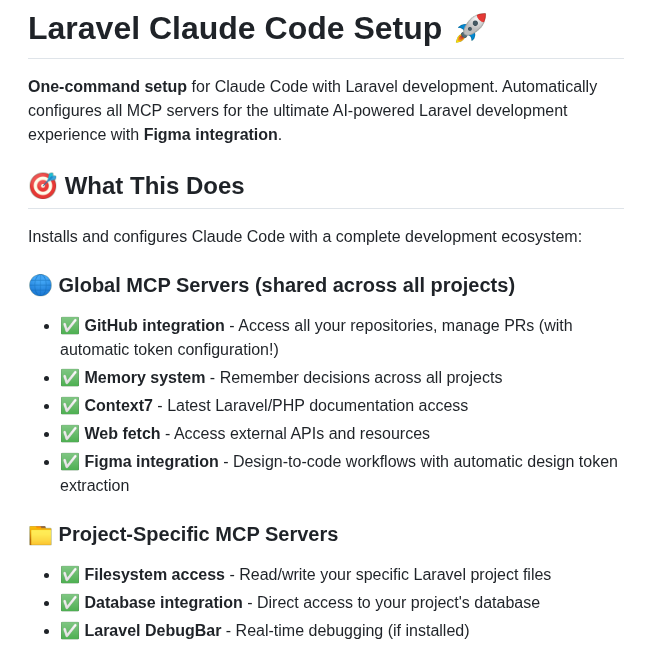 Laravel Claude Code Setup 🚀
One-command setup for Claude Code with Laravel development. Automatically
configures all MCP servers for the ultimate AI-powered Laravel development
experience with Figma integration.
🎯 What This Does
Installs and configures Claude Code with a complete development ecosystem:
🌐 Global MCP Servers (shared across all projects)
• ✅ GitHub integration - Access all your repositories, manage PRs (with
automatic token configuration!)
• ✅ Memory system - Remember decisions across all projects
• ✅ Context7 - Latest Laravel/PHP documentation access
• ✅ Web fetch - Access external APIs and resources
• ✅ Figma integration - Design-to-code workflows with automatic design token
extraction
📁 Project-Specific MCP Servers
• ✅ Filesystem access - Read/write your specific Laravel project files
• ✅ Database integration - Direct access to your project's database
• ✅ Laravel DebugBar - Real-time debugging (if installed)